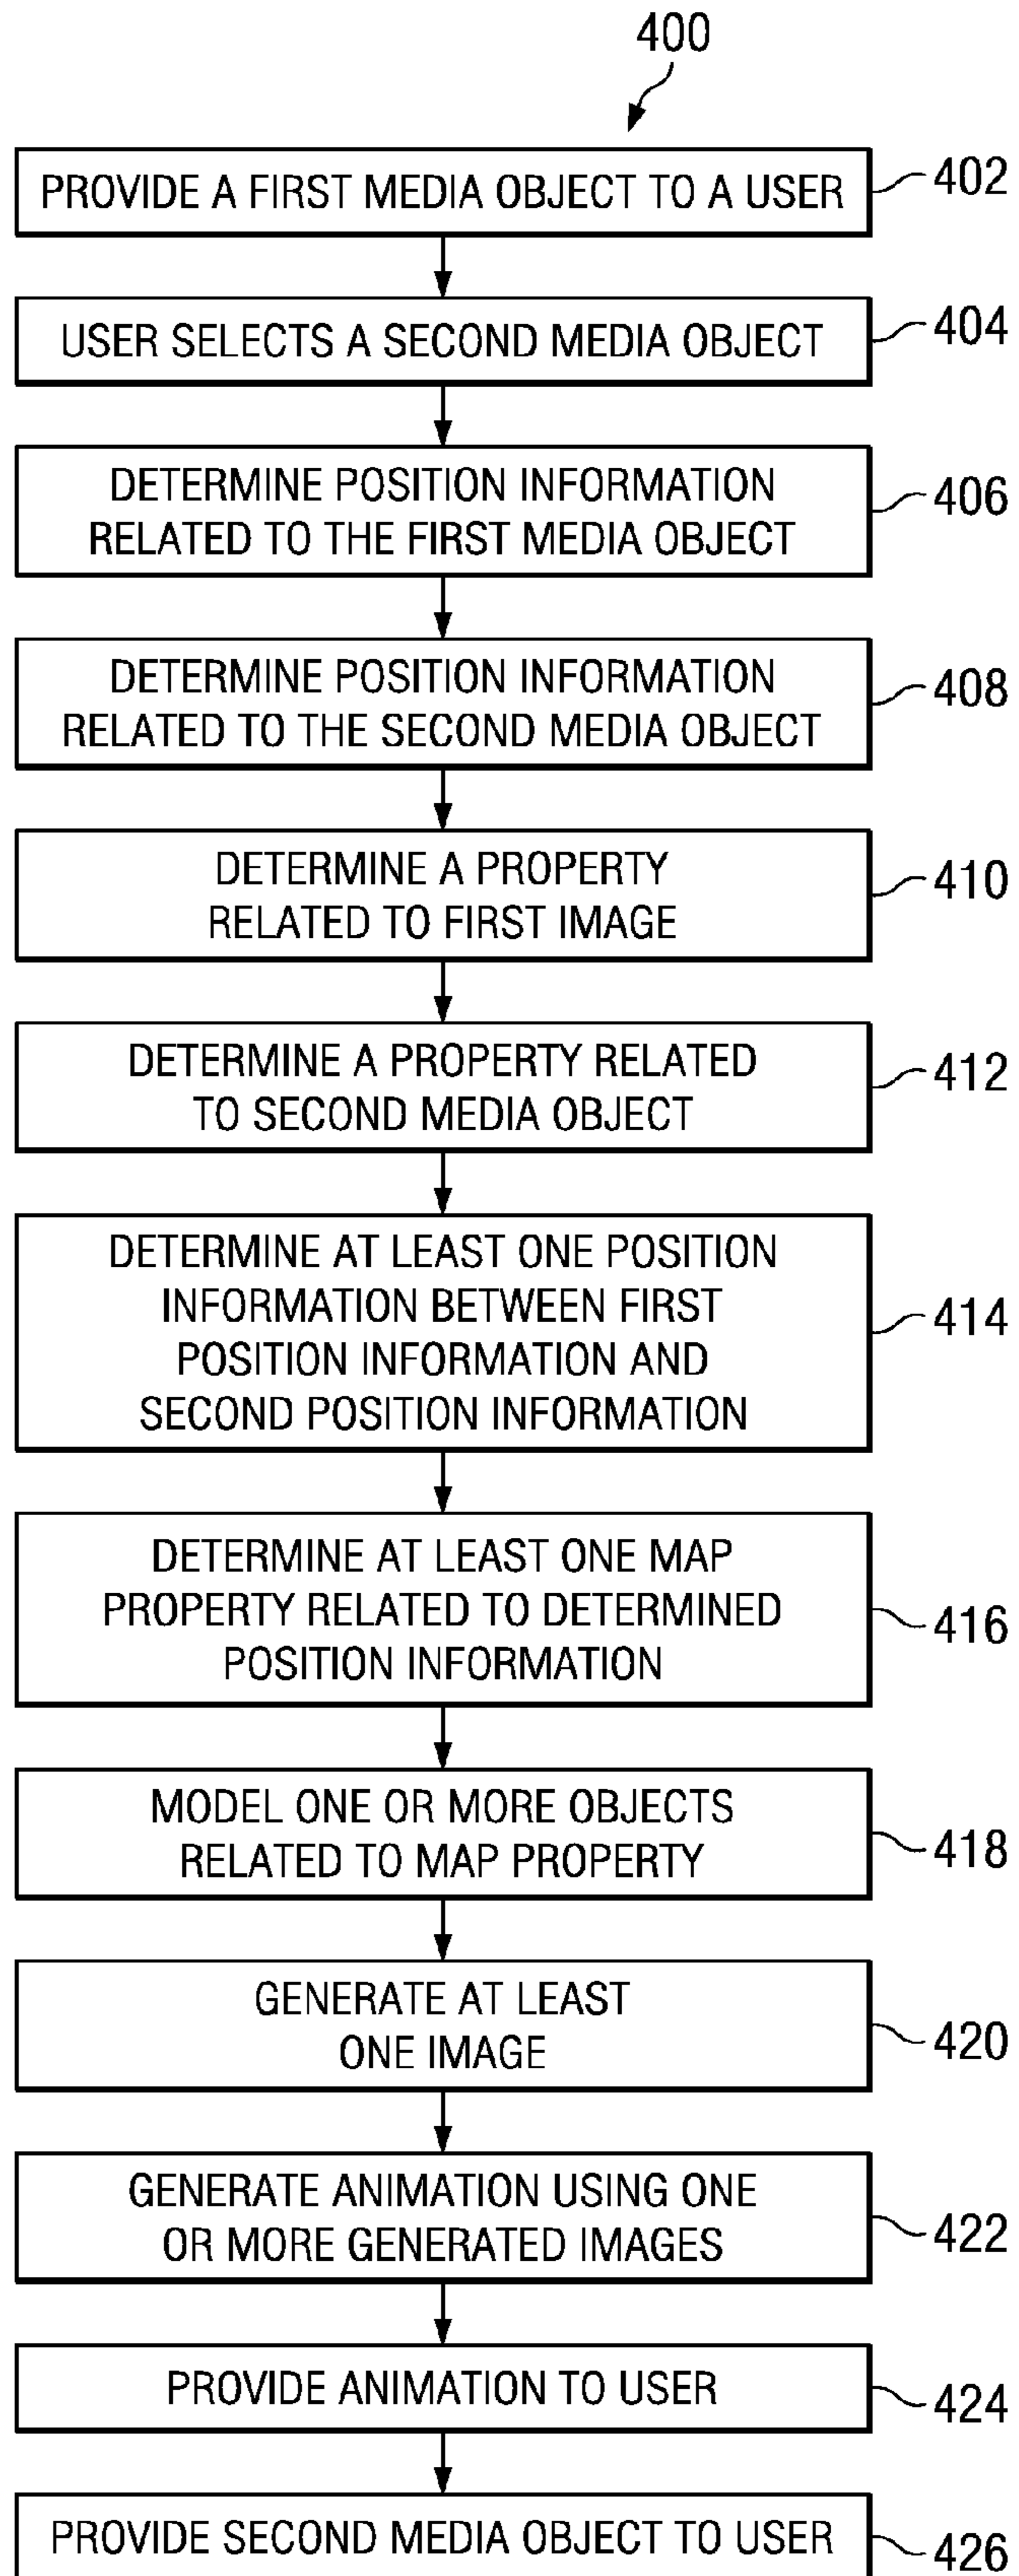 400
PROVIDE A FIRST MEDIA OBJECT TO A USER
402
USER SELECTS A SECOND MEDIA OBJECT
404
DETERMINE POSITION INFORMATION
RELATED TO THE FIRST MEDIA OBJECT
406
DETERMINE POSITION INFORMATION
RELATED TO THE SECOND MEDIA OBJECT
408
DETERMINE A PROPERTY
RELATED TO FIRST IMAGE
410
DETERMINE A PROPERTY RELATED
TO SECOND MEDIA OBJECT
412
DETERMINE AT LEAST ONE POSITION
INFORMATION BETWEEN FIRST
POSITION INFORMATION AND
SECOND POSITION INFORMATION
414
DETERMINE AT LEAST ONE MAP
PROPERTY RELATED TO DETERMINED
POSITION INFORMATION
416
MODEL ONE OR MORE OBJECTS
RELATED TO MAP PROPERTY
418
GENERATE AT LEAST
ONE IMAGE
420
GENERATE ANIMATION USING ONE
OR MORE GENERATED IMAGES
422
PROVIDE ANIMATION TO USER
424
PROVIDE SECOND MEDIA OBJECT TO USER
426